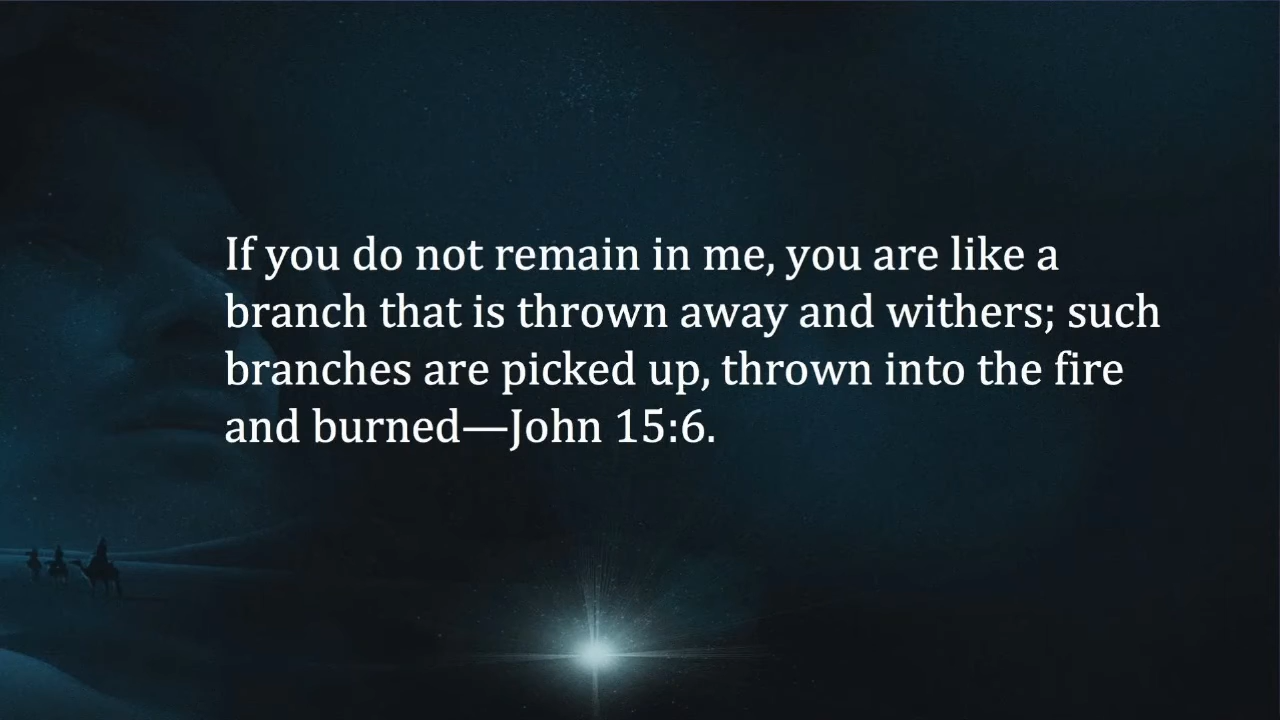 If you do not remain in me, you are like a
branch that is thrown away and withers; such
branches are picked up, thrown into the fire
and burned—John 15:6.